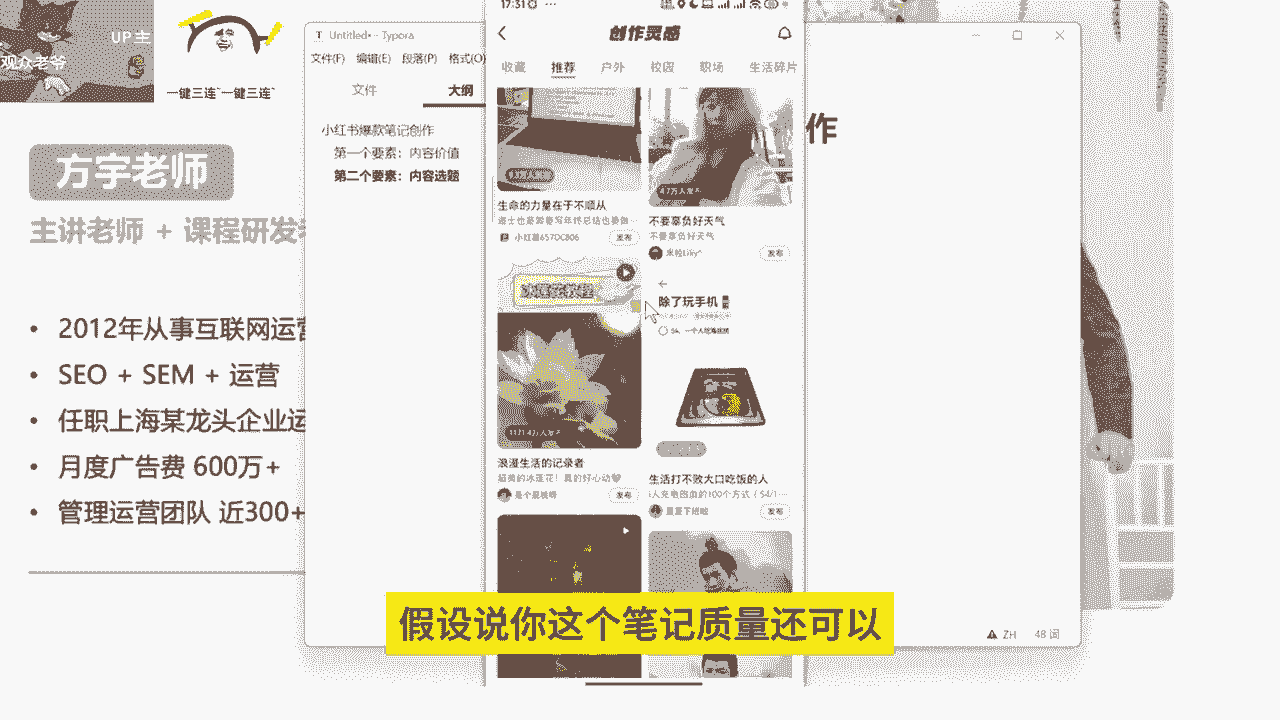 UP主
观众老爷
一键三连~一键三连~
方宇老师
主讲老师 + 课程研发
• 2012年从事互联网运营
• SEO + SEM + 运营
• 任职上海某龙头企业运
• 月度广告费 600万+
• 管理运营团队 近300+
Untitled• - Typora
文件(F) 编辑(E) 段落(P) 格式(O)
文件 大纲
小红书爆款笔记创作
第一个要素：内容价值
第二个要素：内容选题
作
ZH 48 词
17:31
创作灵感
收藏 推荐 户外 校园 职场 生活碎片
生命的力量在于不顺从
小红薯6570C806 发布
浪漫生活的记录者
超美的冰莲花！真的好心动
发布
不要辜负好天气
不要辜负好天气
米粒Liky^ 发布
除了玩手机
生活打不败大口吃饭的人
发布
假设说你这个笔记质量还可以